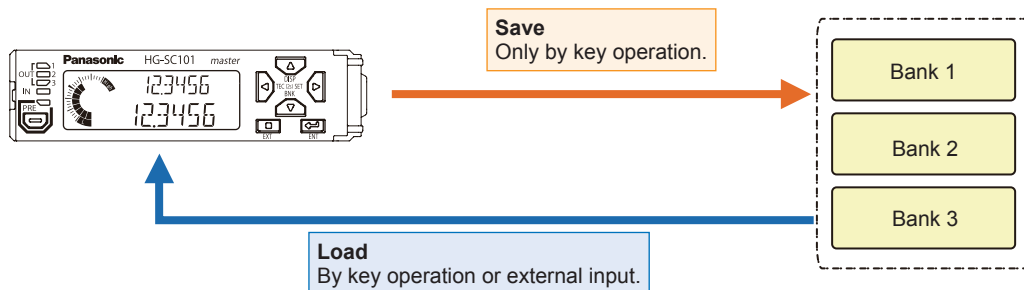 Save
Only by key operation.
Panasonic HG-SC101 master
OUT 1
2
3
IN
PRE
12.3456
12.3456
DISP
TEC SET
BNK
EXT ENT
Bank 1
Bank 2
Bank 3
Load
By key operation or external input.